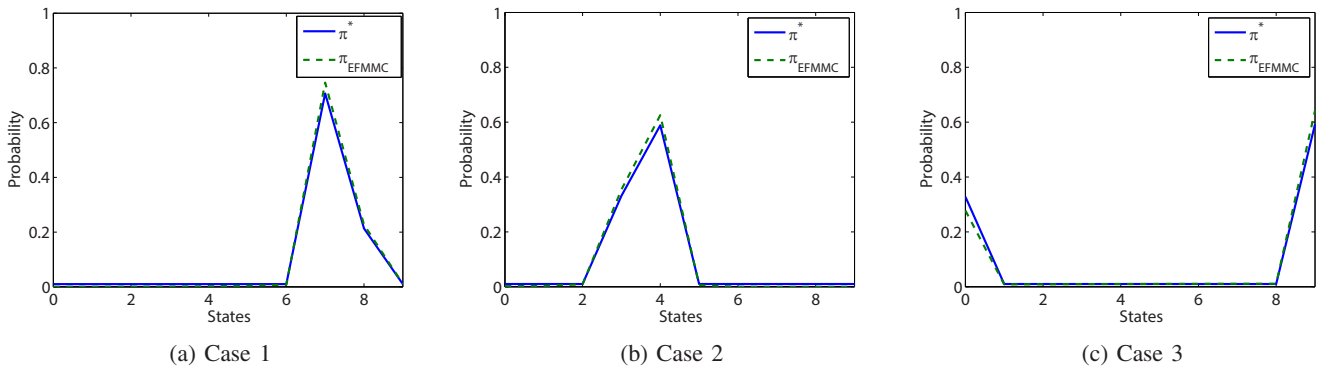 1
0.8
0.6
0.4
0.2
0
Probability
0 2 4 6 8
States
π*
π_EFMMC
(a) Case 1
1
0.8
0.6
0.4
0.2
0
Probability
0 2 4 6 8
States
π*
π_EFMMC
(b) Case 2
1
0.8
0.6
0.4
0.2
0
Probability
0 2 4 6 8
States
π*
π_EFMMC
(c) Case 3